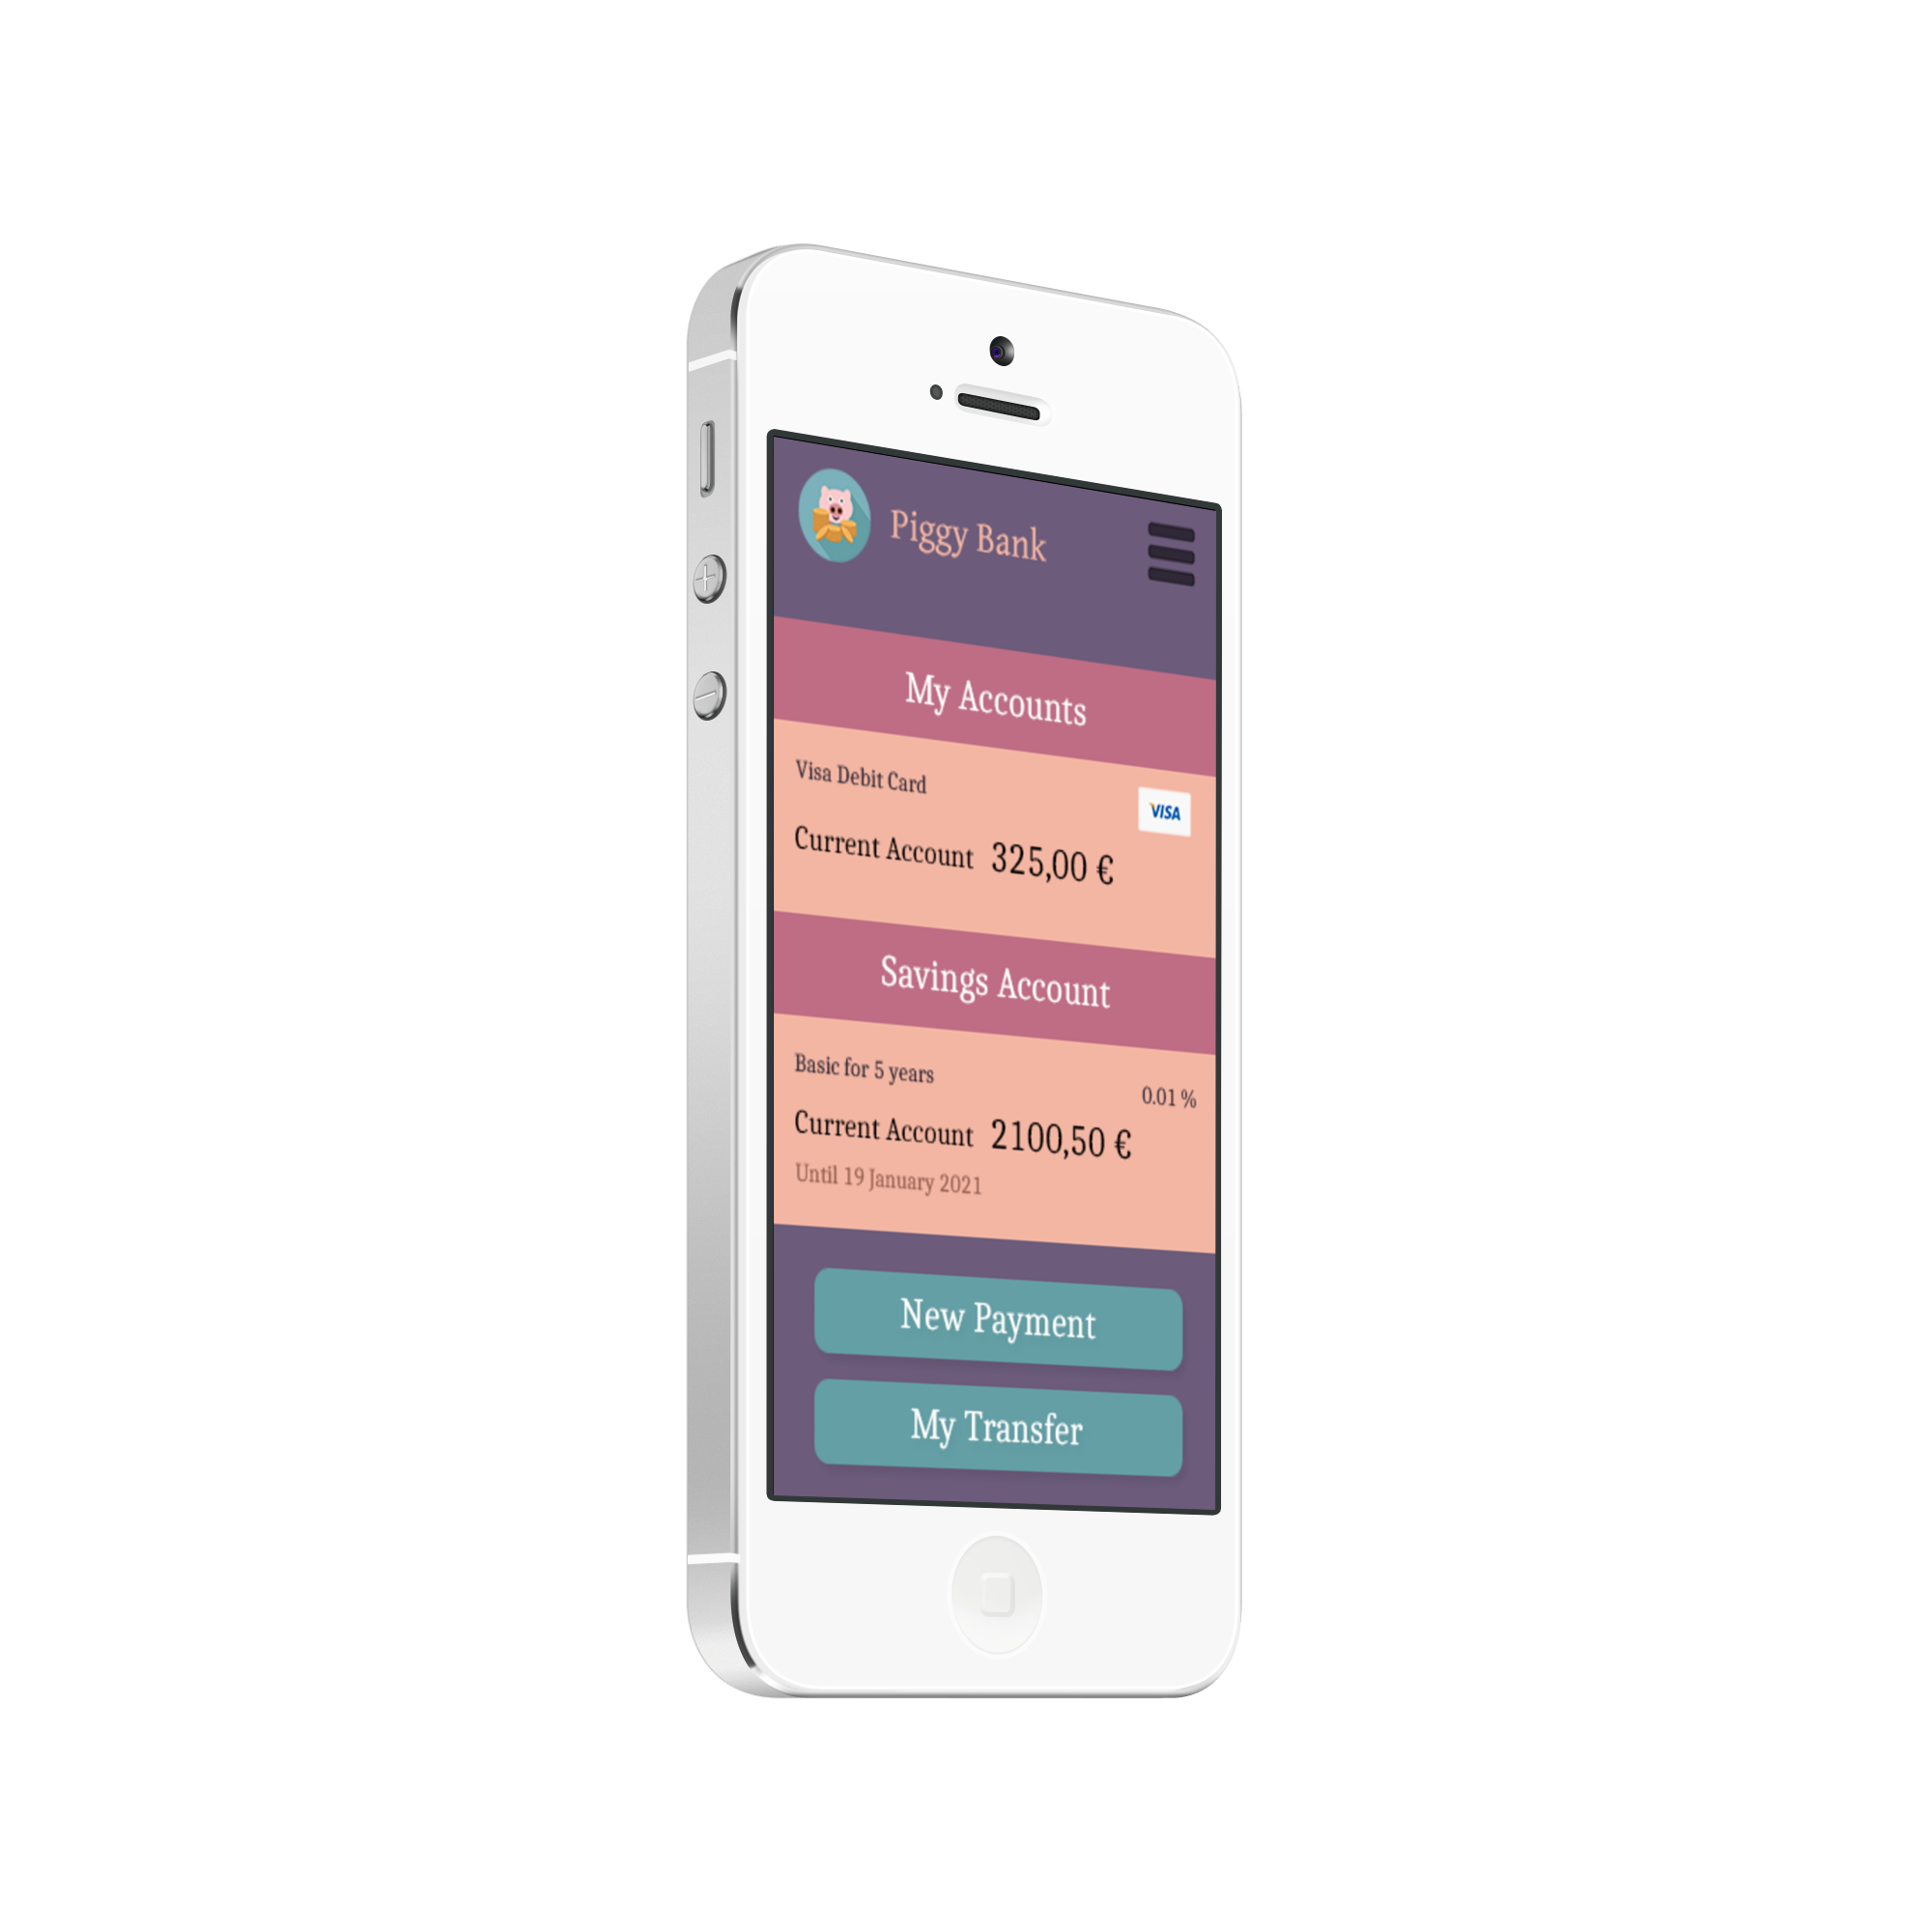 Piggy Bank
My Accounts
Visa Debit Card
VISA
Current Account 325,00 €
Savings Account
Basic for 5 years
0.01 %
Current Account 2100,50 €
Until 19 January 2021
New Payment
My Transfer